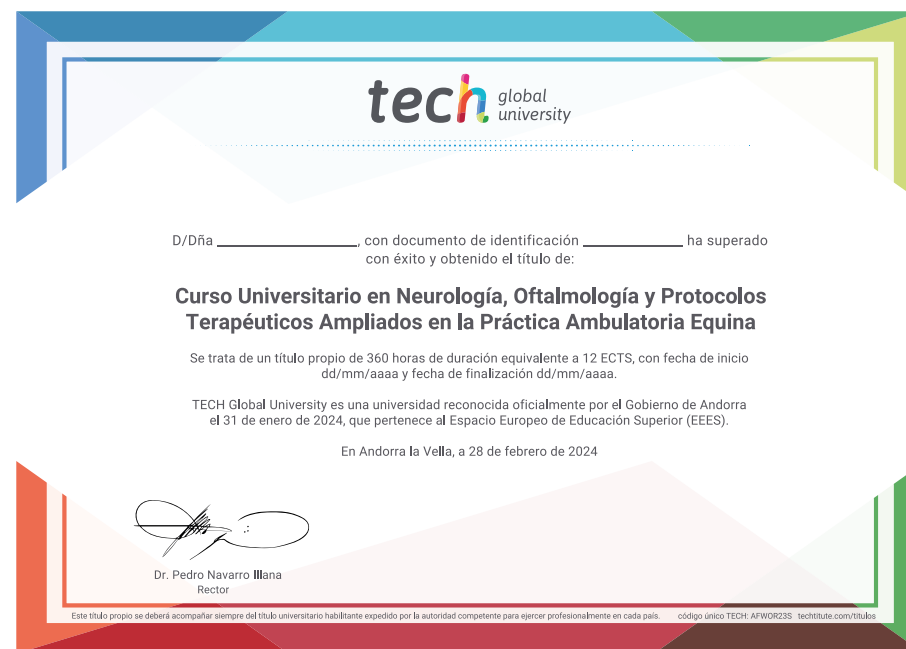 tech global university
D/Dña ____________________, con documento de identificación ______________ ha superado
con éxito y obtenido el título de:
Curso Universitario en Neurología, Oftalmología y Protocolos
Terapéuticos Ampliados en la Práctica Ambulatoria Equina
Se trata de un título propio de 360 horas de duración equivalente a 12 ECTS, con fecha de inicio
dd/mm/aaaa y fecha de finalización dd/mm/aaaa.
TECH Global University es una universidad reconocida oficialmente por el Gobierno de Andorra
el 31 de enero de 2024, que pertenece al Espacio Europeo de Educación Superior (EEES).
En Andorra la Vella, a 28 de febrero de 2024
Dr. Pedro Navarro Illana
Rector
Este título propio se deberá acompañar siempre del título universitario habilitante expedido por la autoridad competente para ejercer profesionalmente en cada país. código único TECH: AFWOR23S techtitute.com/titulos